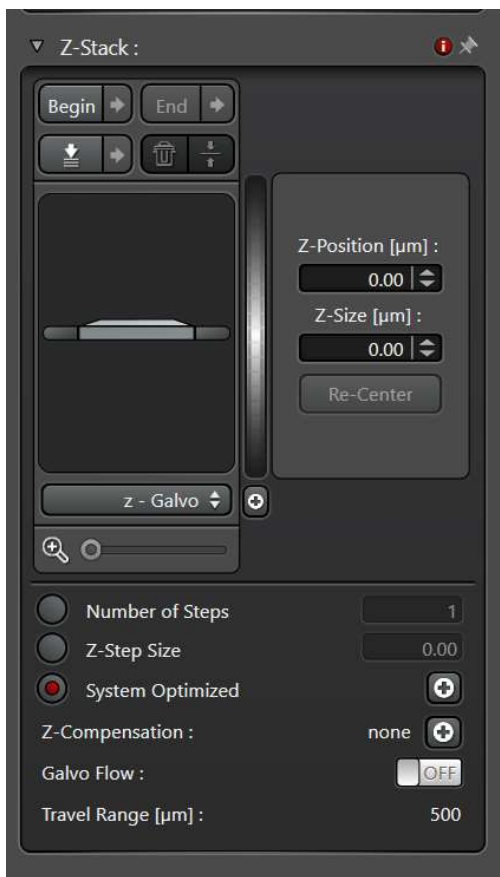 Z-Stack :
Begin End
Z-Position [µm] :
0.00
Z-Size [µm] :
0.00
Re-Center
z - Galvo
Number of Steps 1
Z-Step Size 0.00
System Optimized
Z-Compensation : none
Galvo Flow : OFF
Travel Range [µm] : 500